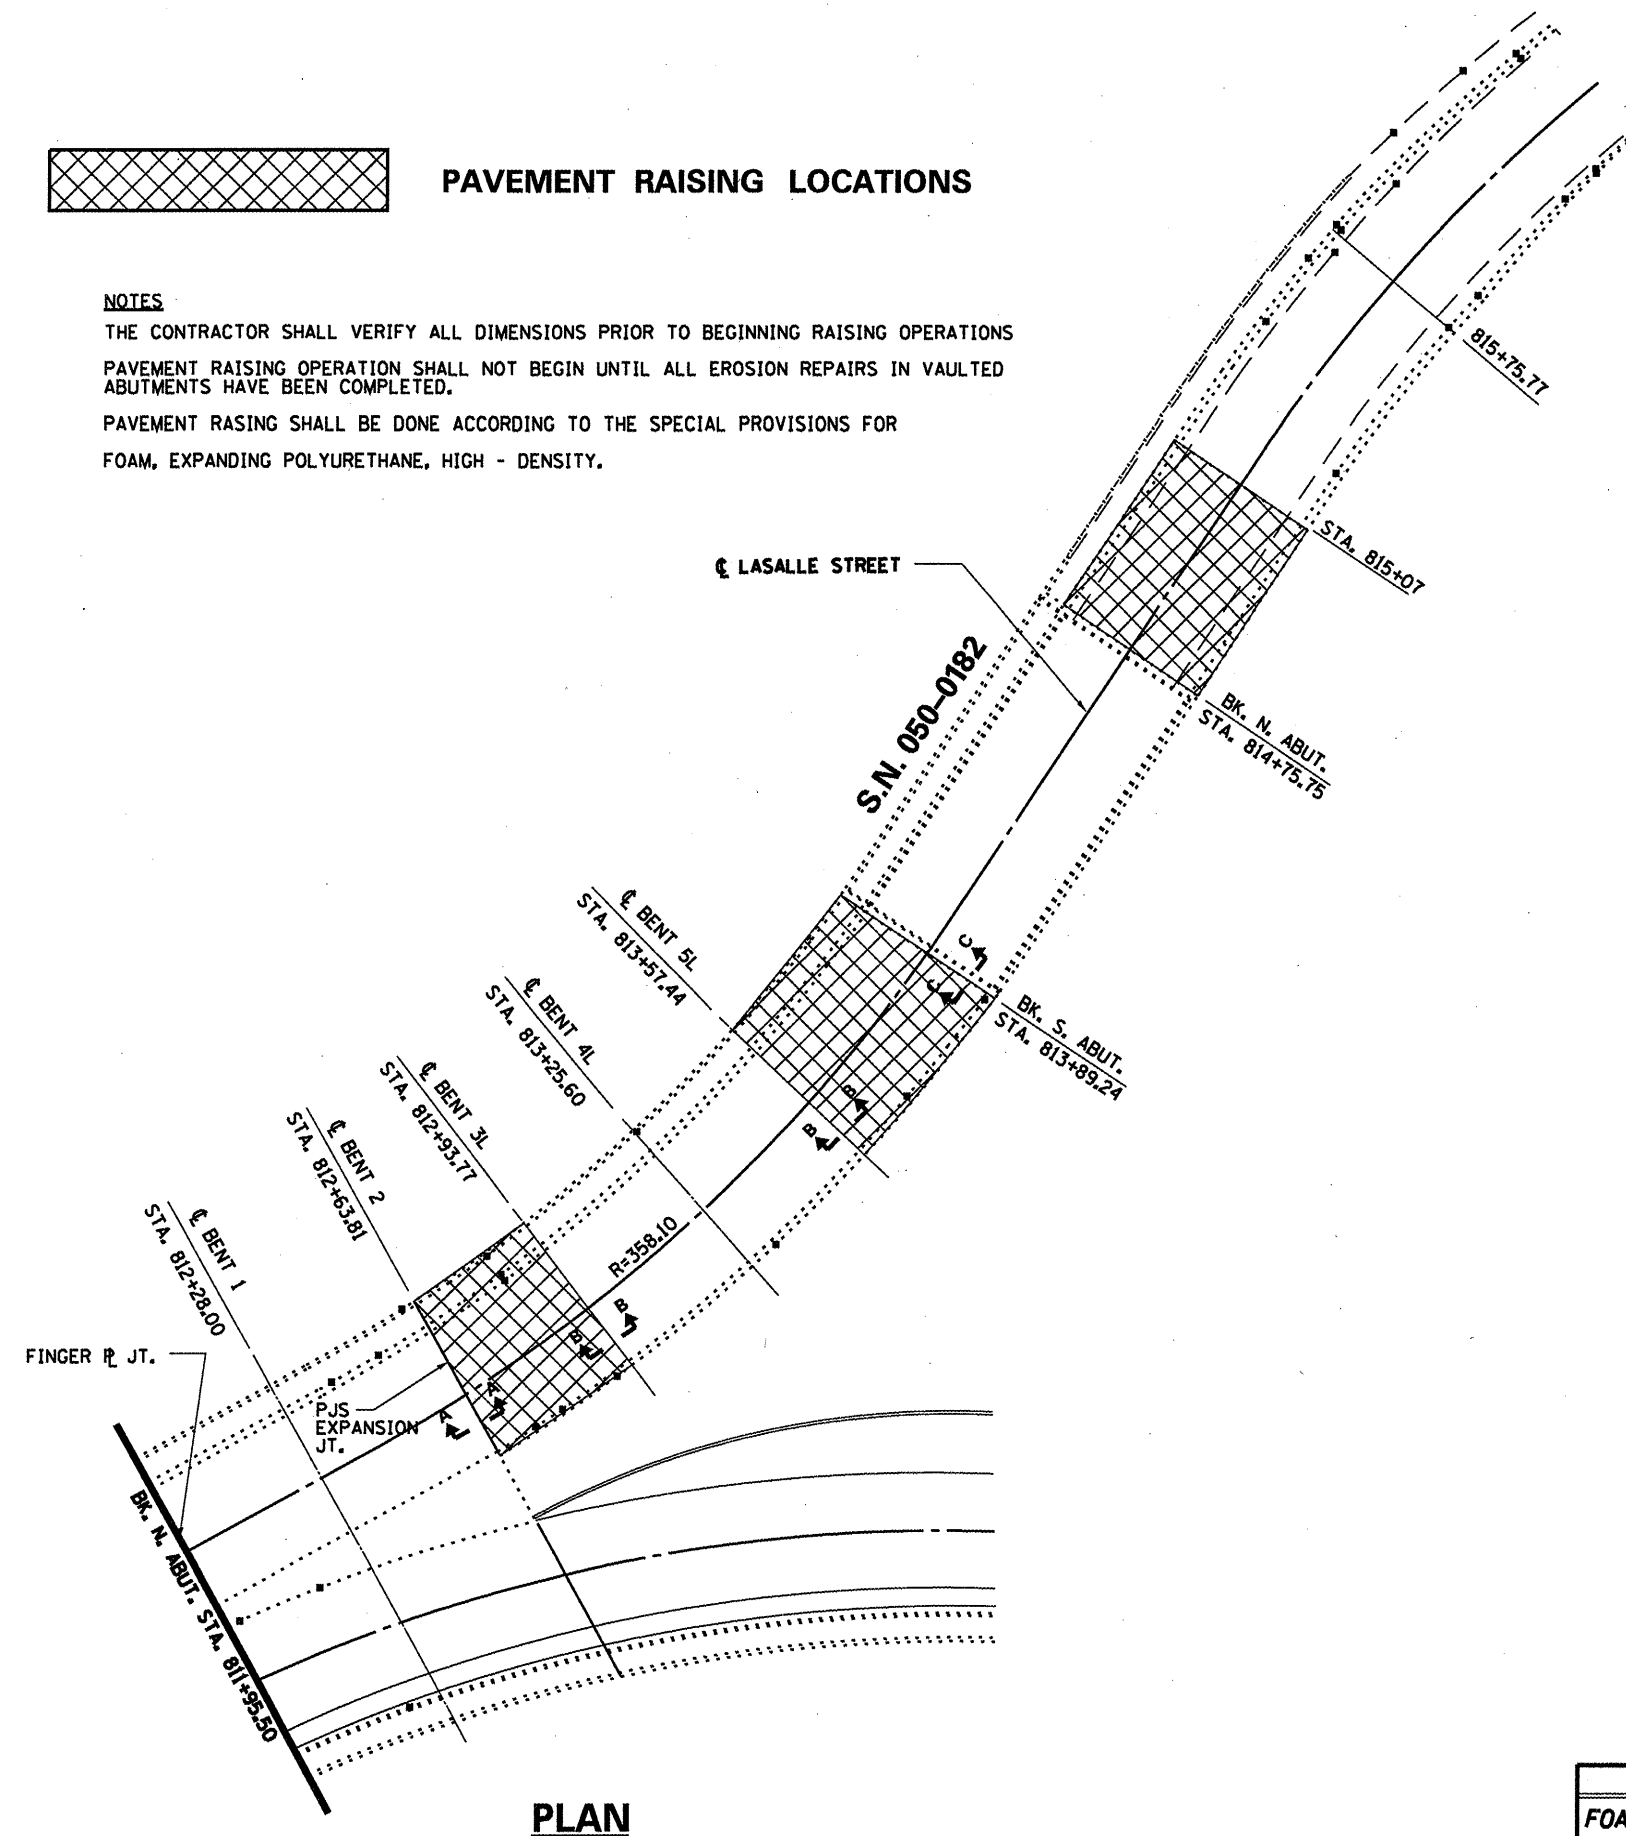 PAVEMENT RAISING LOCATIONS
NOTES
THE CONTRACTOR SHALL VERIFY ALL DIMENSIONS PRIOR TO BEGINNING RAISING OPERATIONS
PAVEMENT RAISING OPERATION SHALL NOT BEGIN UNTIL ALL EROSION REPAIRS IN VAULTED
ABUTMENTS HAVE BEEN COMPLETED.
PAVEMENT RASING SHALL BE DONE ACCORDING TO THE SPECIAL PROVISIONS FOR
FOAM, EXPANDING POLYURETHANE, HIGH - DENSITY.
815+75.77
STA. 815+07
℄ LASALLE STREET
S.N. 050-0182
BK. N. ABUT.
STA. 814+75.75
℄ BENT 5L
STA. 813+57.44
C
C
BK. S. ABUT.
STA. 813+89.24
℄ BENT 4L
STA. 813+25.60
℄ BENT 3L
STA. 812+93.77
B
B
℄ BENT 2
STA. 812+63.81
℄ BENT 1
STA. 812+28.00
R=358.10
B
B
FINGER ℙL JT.
A
A
PJS
EXPANSION
JT.
BK. N. ABUT. STA. 811+95.50
PLAN
FOA